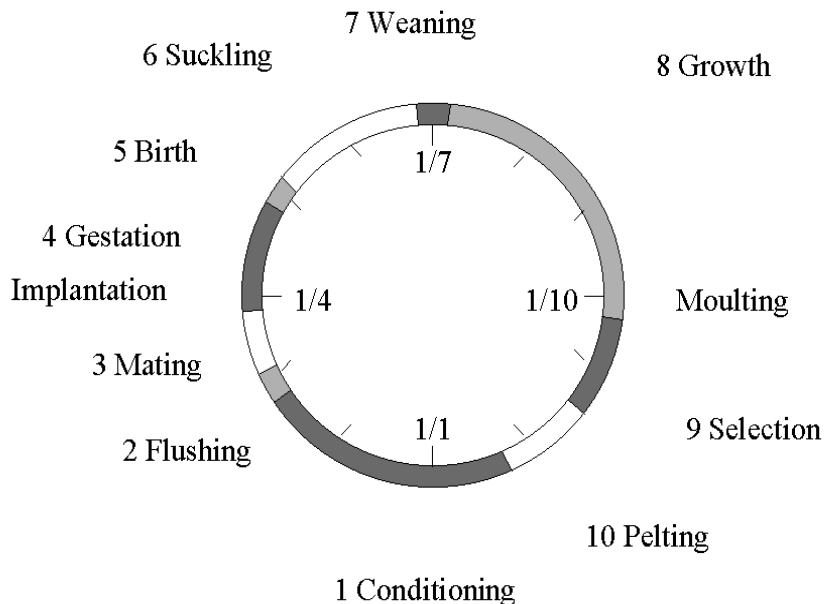 7 Weaning
6 Suckling
8 Growth
5 Birth
1/7
4 Gestation
Implantation
1/4
1/10
Moulting
3 Mating
2 Flushing
1/1
9 Selection
10 Pelting
1 Conditioning